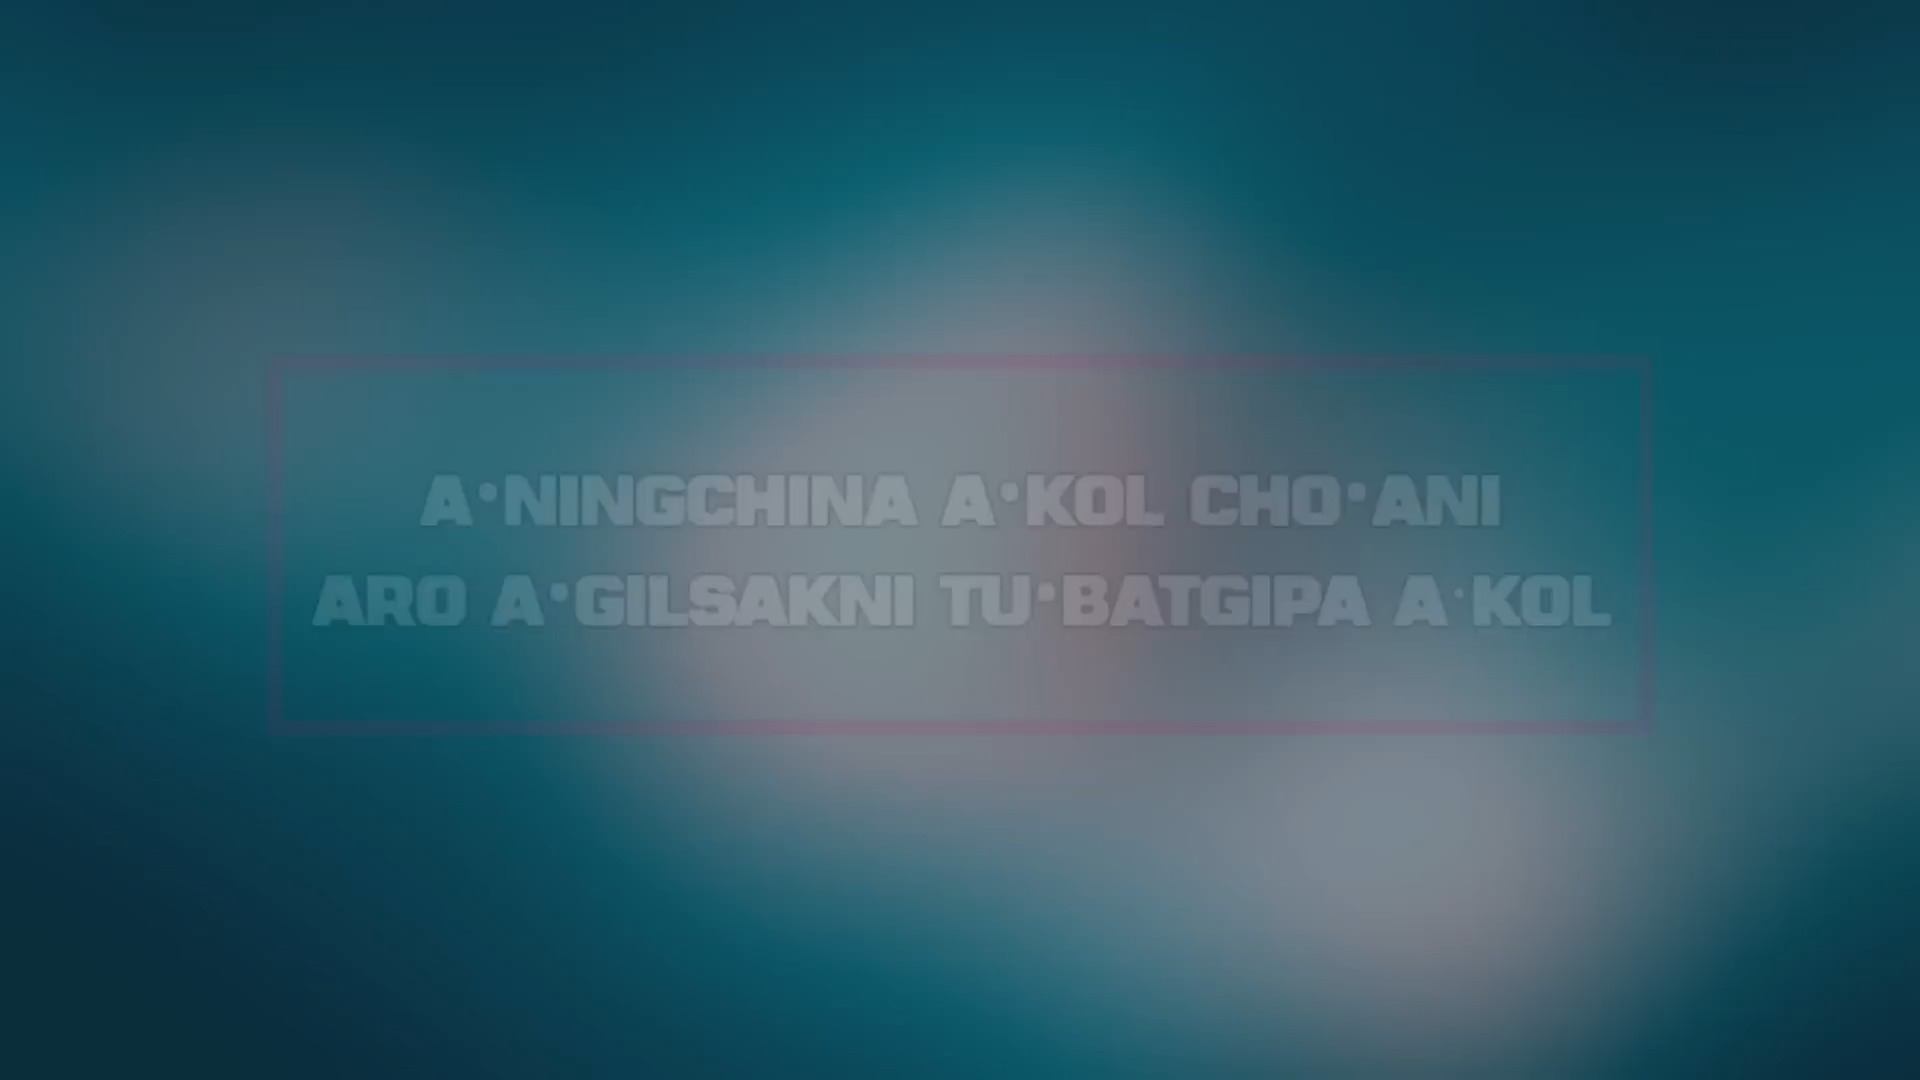 A•NINGCHINA A•KOL CHO•ANI
ARO A•GILSAKNI TU•BATGIPA A·KOL